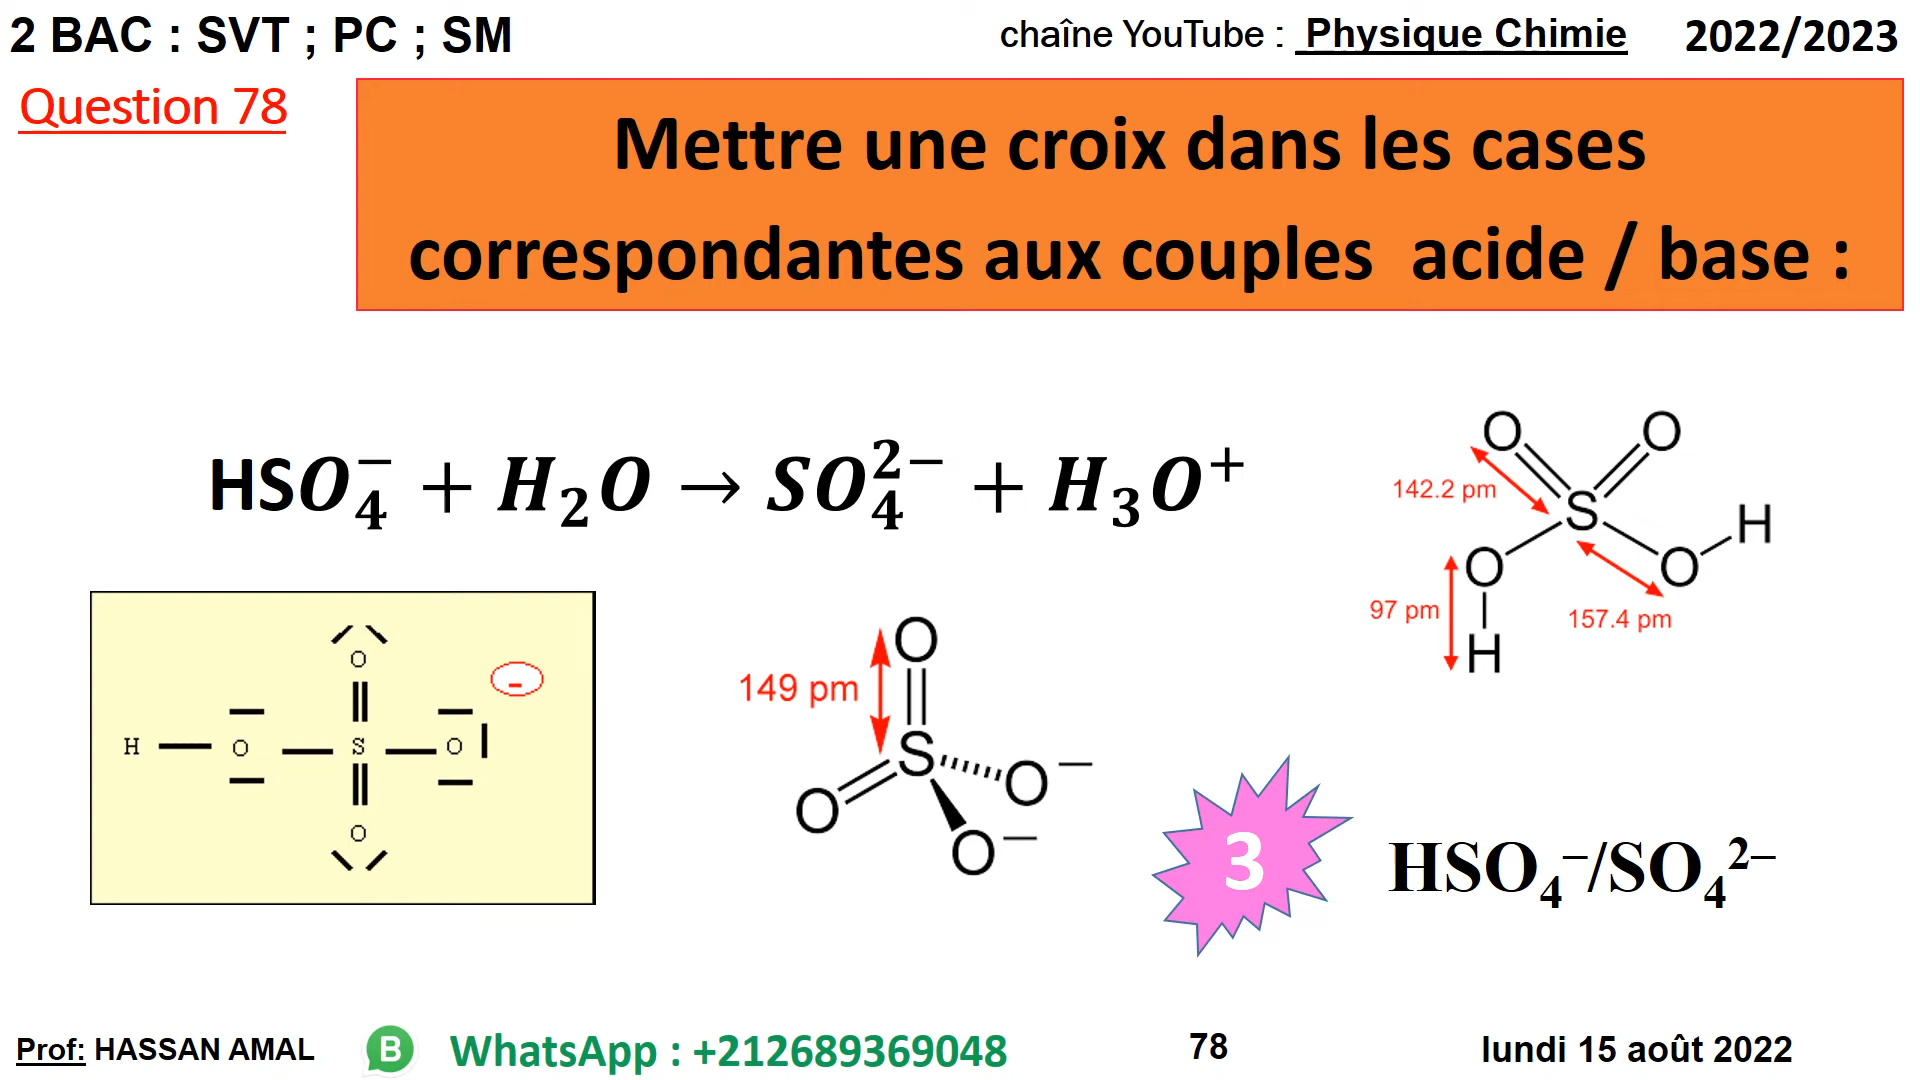 2 BAC : SVT ; PC ; SM
chaîne YouTube : Physique Chimie
2022/2023
Question 78
Mettre une croix dans les cases
correspondantes aux couples acide / base :
HSO₄⁻ + H₂O → SO₄²⁻ + H₃O⁺
O O
142.2 pm
S
H
O O
97 pm
157.4 pm
H
O
-
H O S O
O
O
149 pm
S
O O⁻
O⁻
3
HSO₄⁻/SO₄²⁻
Prof: HASSAN AMAL
B
WhatsApp : +212689369048
78
lundi 15 août 2022